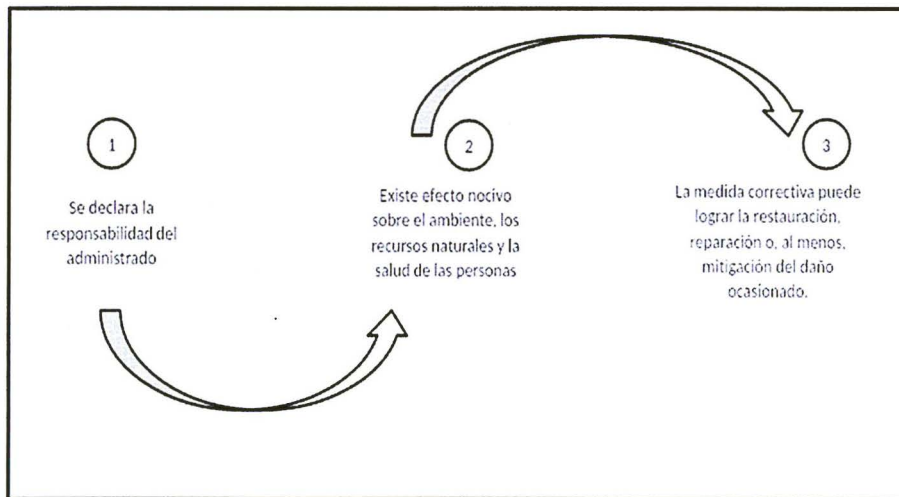 1
Se declara la
responsabilidad del
administrado
2
Existe efecto nocivo
sobre el ambiente, los
recursos naturales y la
salud de las personas
3
La medida correctiva puede
lograr la restauración,
reparación o, al menos,
mitigación del daño
ocasionado.